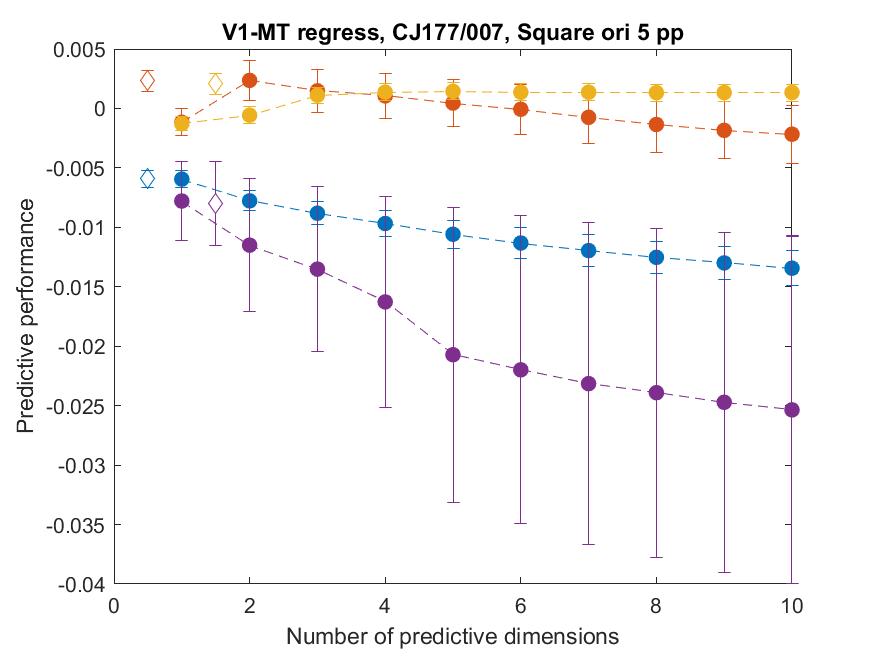 V1-MT regress, CJ177/007, Square ori 5 pp
0.005
0
-0.005
-0.01
-0.015
-0.02
-0.025
-0.03
-0.035
-0.04
Predictive performance
0 2 4 6 8 10
Number of predictive dimensions